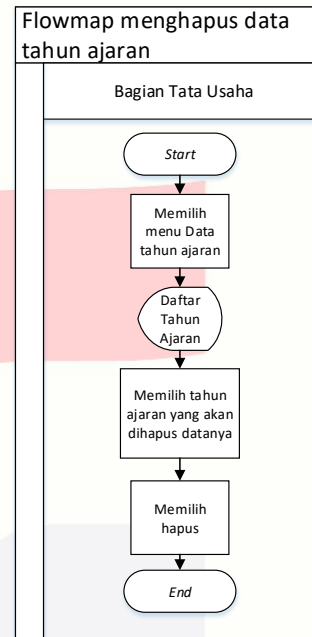 Flowmap menghapus data
tahun ajaran
Bagian Tata Usaha
Start
Memilih
menu Data
tahun ajaran
Daftar
Tahun
Ajaran
Memilih tahun
ajaran yang akan
dihapus datanya
Memilih
hapus
End